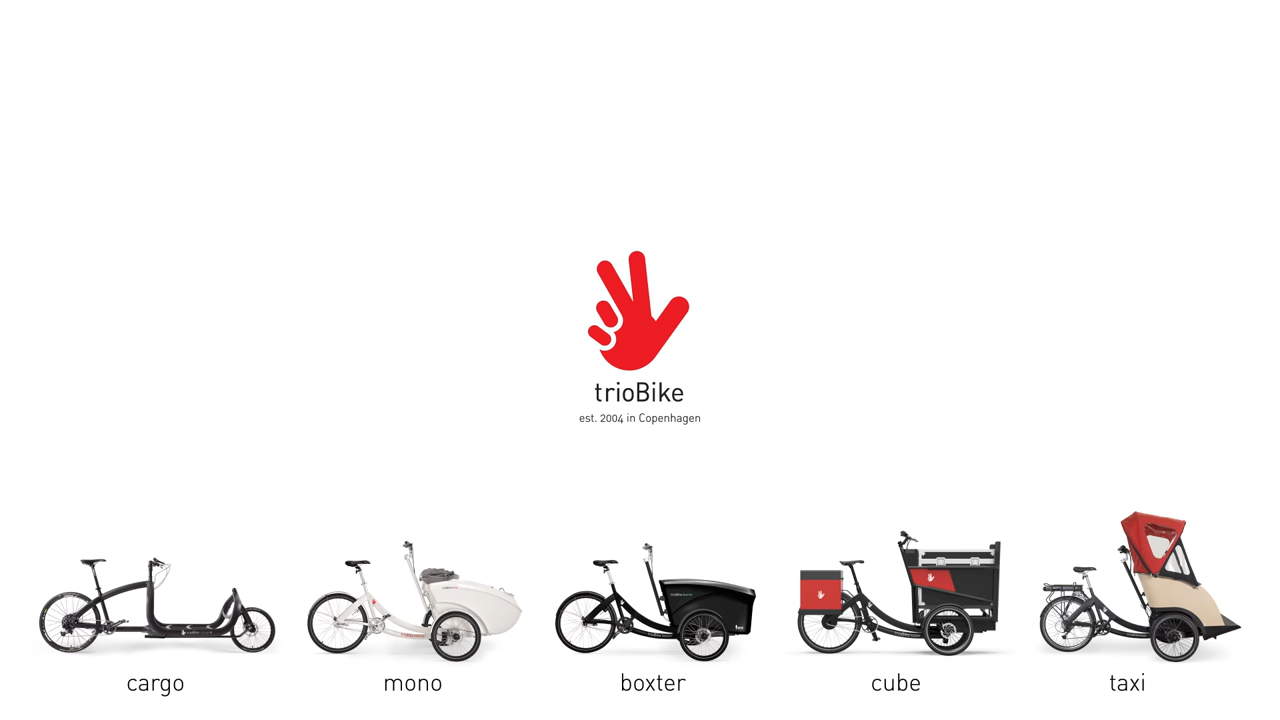 trioBike
est. 2004 in Copenhagen
cargo
mono
boxter
cube
taxi